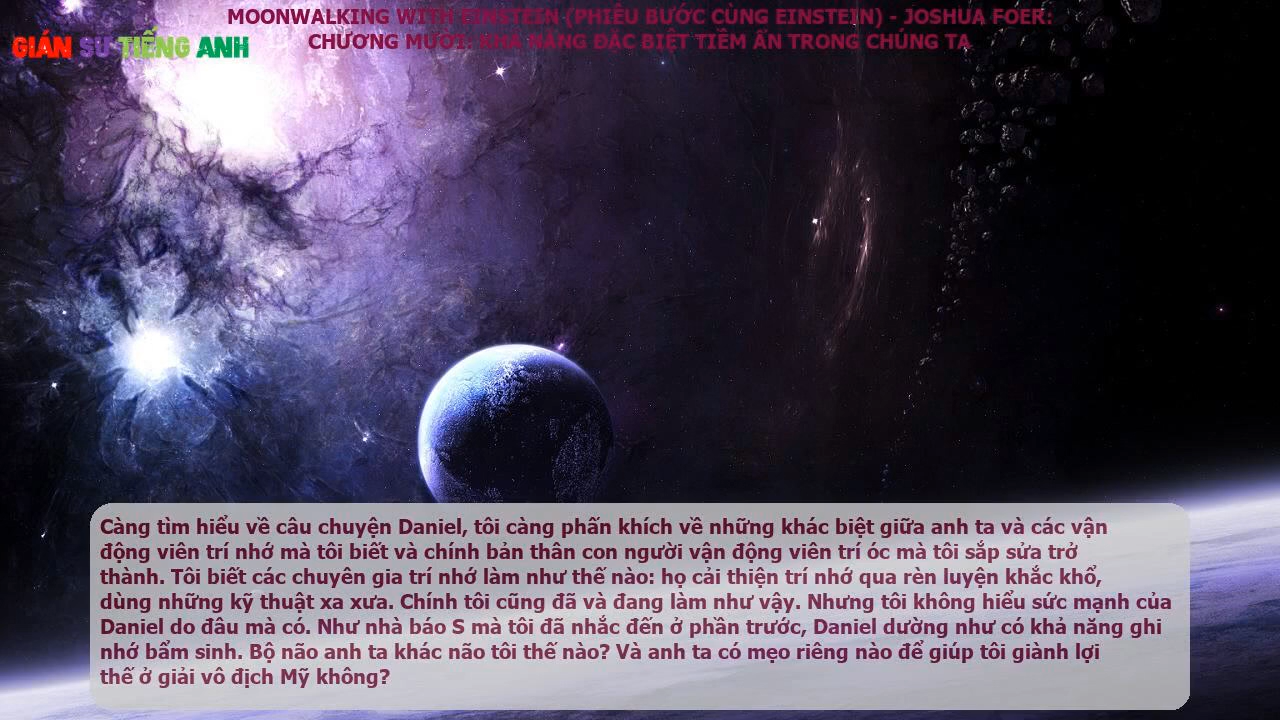 MOONWALKING WITH EINSTEIN (PHIÊU BƯỚC CÙNG EINSTEIN) - JOSHUA FOER:
CHƯƠNG MƯỜI: KHẢ NĂNG ĐẶC BIỆT TIỀM ẨN TRONG CHÚNG TA
GIÁN SƯ TIẾNG ANH
Càng tìm hiểu về câu chuyện Daniel, tôi càng phấn khích về những khác biệt giữa anh ta và các vận
động viên trí nhớ mà tôi biết và chính bản thân con người vận động viên trí óc mà tôi sắp sửa trở
thành. Tôi biết các chuyên gia trí nhớ làm như thế nào: họ cải thiện trí nhớ qua rèn luyện khắc khổ,
dùng những kỹ thuật xa xưa. Chính tôi cũng đã và đang làm như vậy. Nhưng tôi không hiểu sức mạnh của
Daniel do đâu mà có. Như nhà báo S mà tôi đã nhắc đến ở phần trước, Daniel dường như có khả năng ghi
nhớ bẩm sinh. Bộ não anh ta khác não tôi thế nào? Và anh ta có mẹo riêng nào để giúp tôi giành lợi
thế ở giải vô địch Mỹ không?